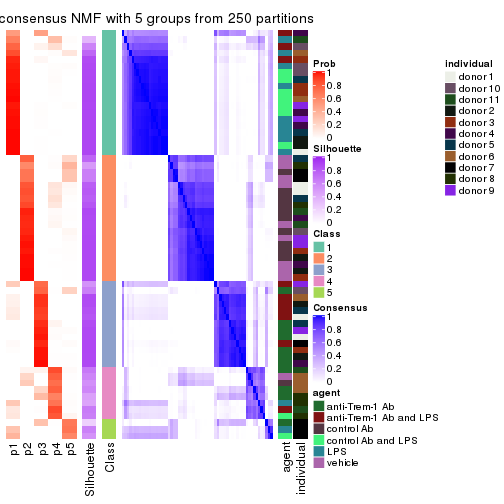 consensus NMF with 5 groups from 250 partitions
p1
p2
p3
p4
p5
Silhouette
Class
agent
individual
Prob
1
0.8
0.6
0.4
0.2
0
Silhouette
1
0.8
0.6
0.4
0.2
0
Class
1
2
3
4
5
Consensus
1
0.8
0.6
0.4
0.2
0
agent
anti-Trem-1 Ab
anti-Trem-1 Ab and LPS
control Ab
control Ab and LPS
LPS
vehicle
individual
donor 1
donor 10
donor 11
donor 2
donor 3
donor 4
donor 5
donor 6
donor 7
donor 8
donor 9